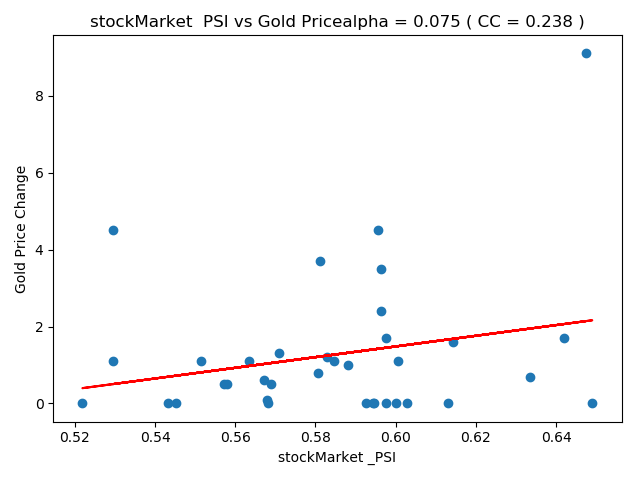 stockMarket  PSI vs Gold Pricealpha = 0.075 ( CC = 0.238 )
Gold Price Change
8
6
4
2
0
0.52 0.54 0.56 0.58 0.60 0.62 0.64
stockMarket _PSI